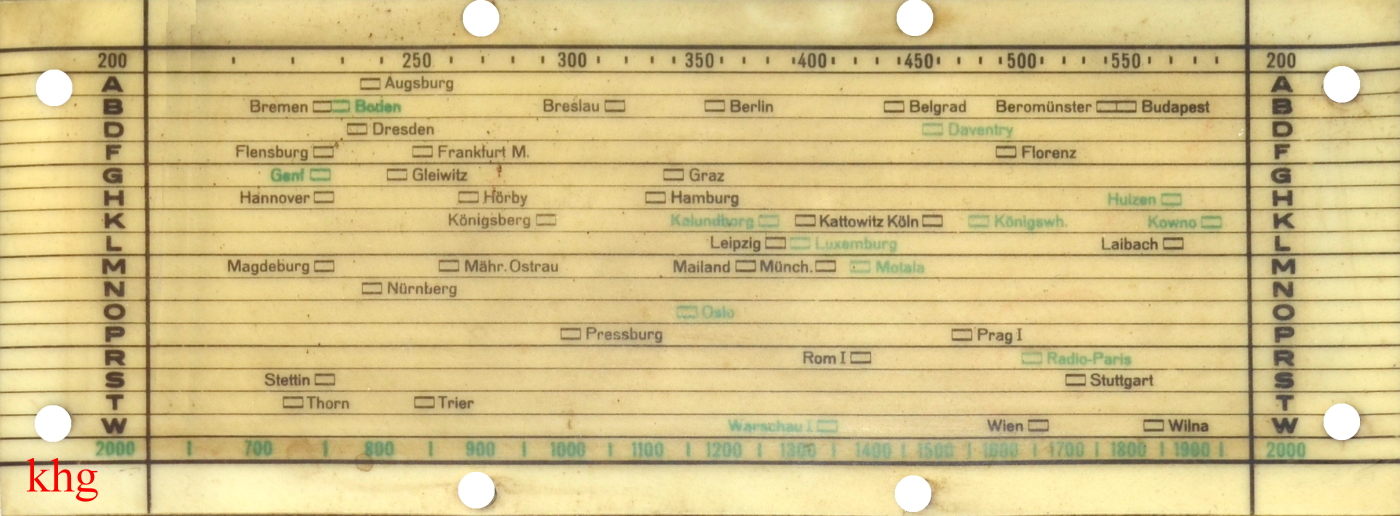 200 250 300 350 400 450 500 550 200
A Augsburg A
B Bremen Boden Breslau Berlin Belgrad Beromünster Budapest B
D Dresden Daventry D
F Flensburg Frankfurt M. Florenz F
G Genf Gleiwitz Graz G
H Hannover Hörby Hamburg Huizen H
K Königsberg Kalundborg Kattowitz Köln Königswh. Kowno K
L Leipzig Luxemburg Laibach L
M Magdeburg Mähr. Ostrau Mailand Münch. Motala M
N Nürnberg N
O Oslo O
P Pressburg Prag I P
R Rom I Radio-Paris R
S Stettin Stuttgart S
T Thorn Trier T
W Warschau I Wien Wilna W
2000 700 800 900 1000 1100 1200 1300 1400 1500 1600 1700 1800 1900 2000
khg